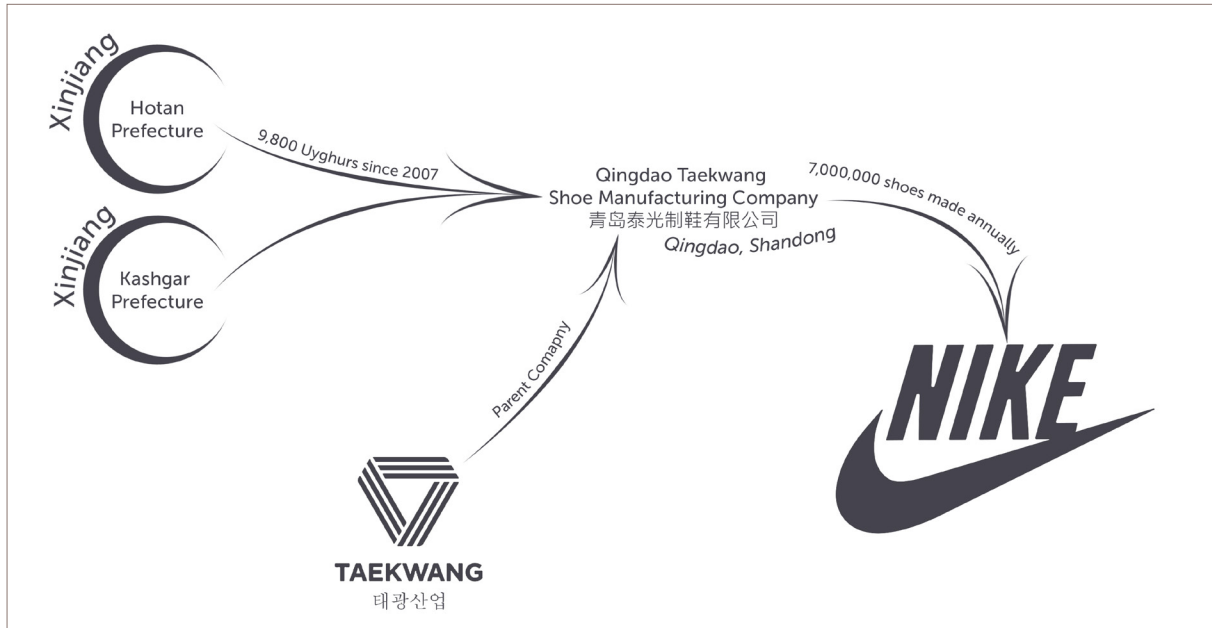 Xinjiang
Hotan
Prefecture
9,800 Uyghurs since 2007
Xinjiang
Kashgar
Prefecture
Qingdao Taekwang
Shoe Manufacturing Company
青岛泰光制鞋有限公司
Qingdao, Shandong
7,000,000 shoes made annually
Parent Comapny
TAEKWANG
태광산업
NIKE